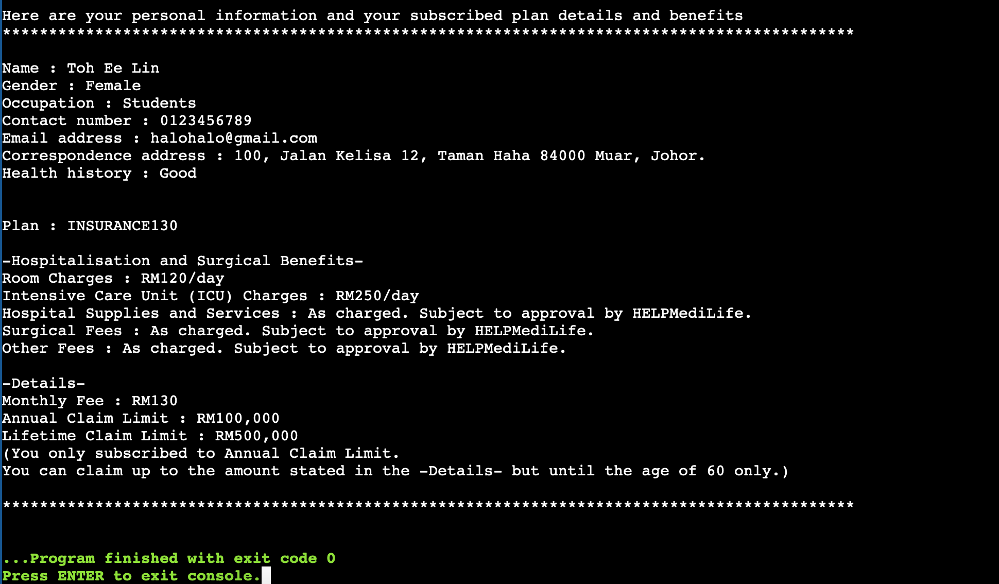 Here are your personal information and your subscribed plan details and benefits
********************************************************************************************
Name : Toh Ee Lin
Gender : Female
Occupation : Students
Contact number : 0123456789
Email address : halohalo@gmail.com
Correspondence address : 100, Jalan Kelisa 12, Taman Haha 84000 Muar, Johor.
Health history : Good
Plan : INSURANCE130
-Hospitalisation and Surgical Benefits-
Room Charges : RM120/day
Intensive Care Unit (ICU) Charges : RM250/day
Hospital Supplies and Services : As charged. Subject to approval by HELPMediLife.
Surgical Fees : As charged. Subject to approval by HELPMediLife.
Other Fees : As charged. Subject to approval by HELPMediLife.
-Details-
Monthly Fee : RM130
Annual Claim Limit : RM100,000
Lifetime Claim Limit : RM500,000
(You only subscribed to Annual Claim Limit.
You can claim up to the amount stated in the -Details- but until the age of 60 only.)
********************************************************************************************
...Program finished with exit code 0
Press ENTER to exit console.